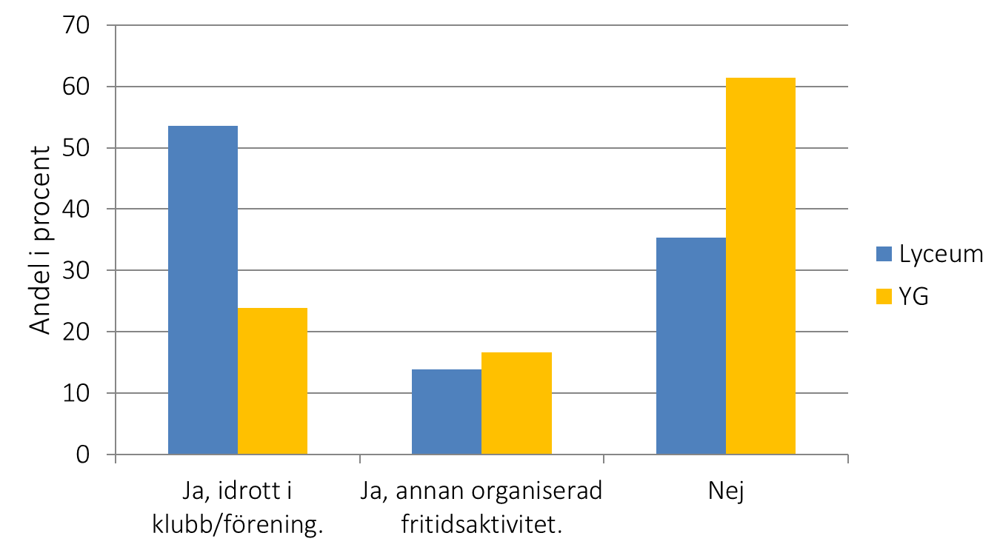 70
60
50
40
30
20
10
0
Andel i procent
Ja, idrott i
klubb/förening.
Ja, annan organiserad
fritidsaktivitet.
Nej
Lyceum
YG